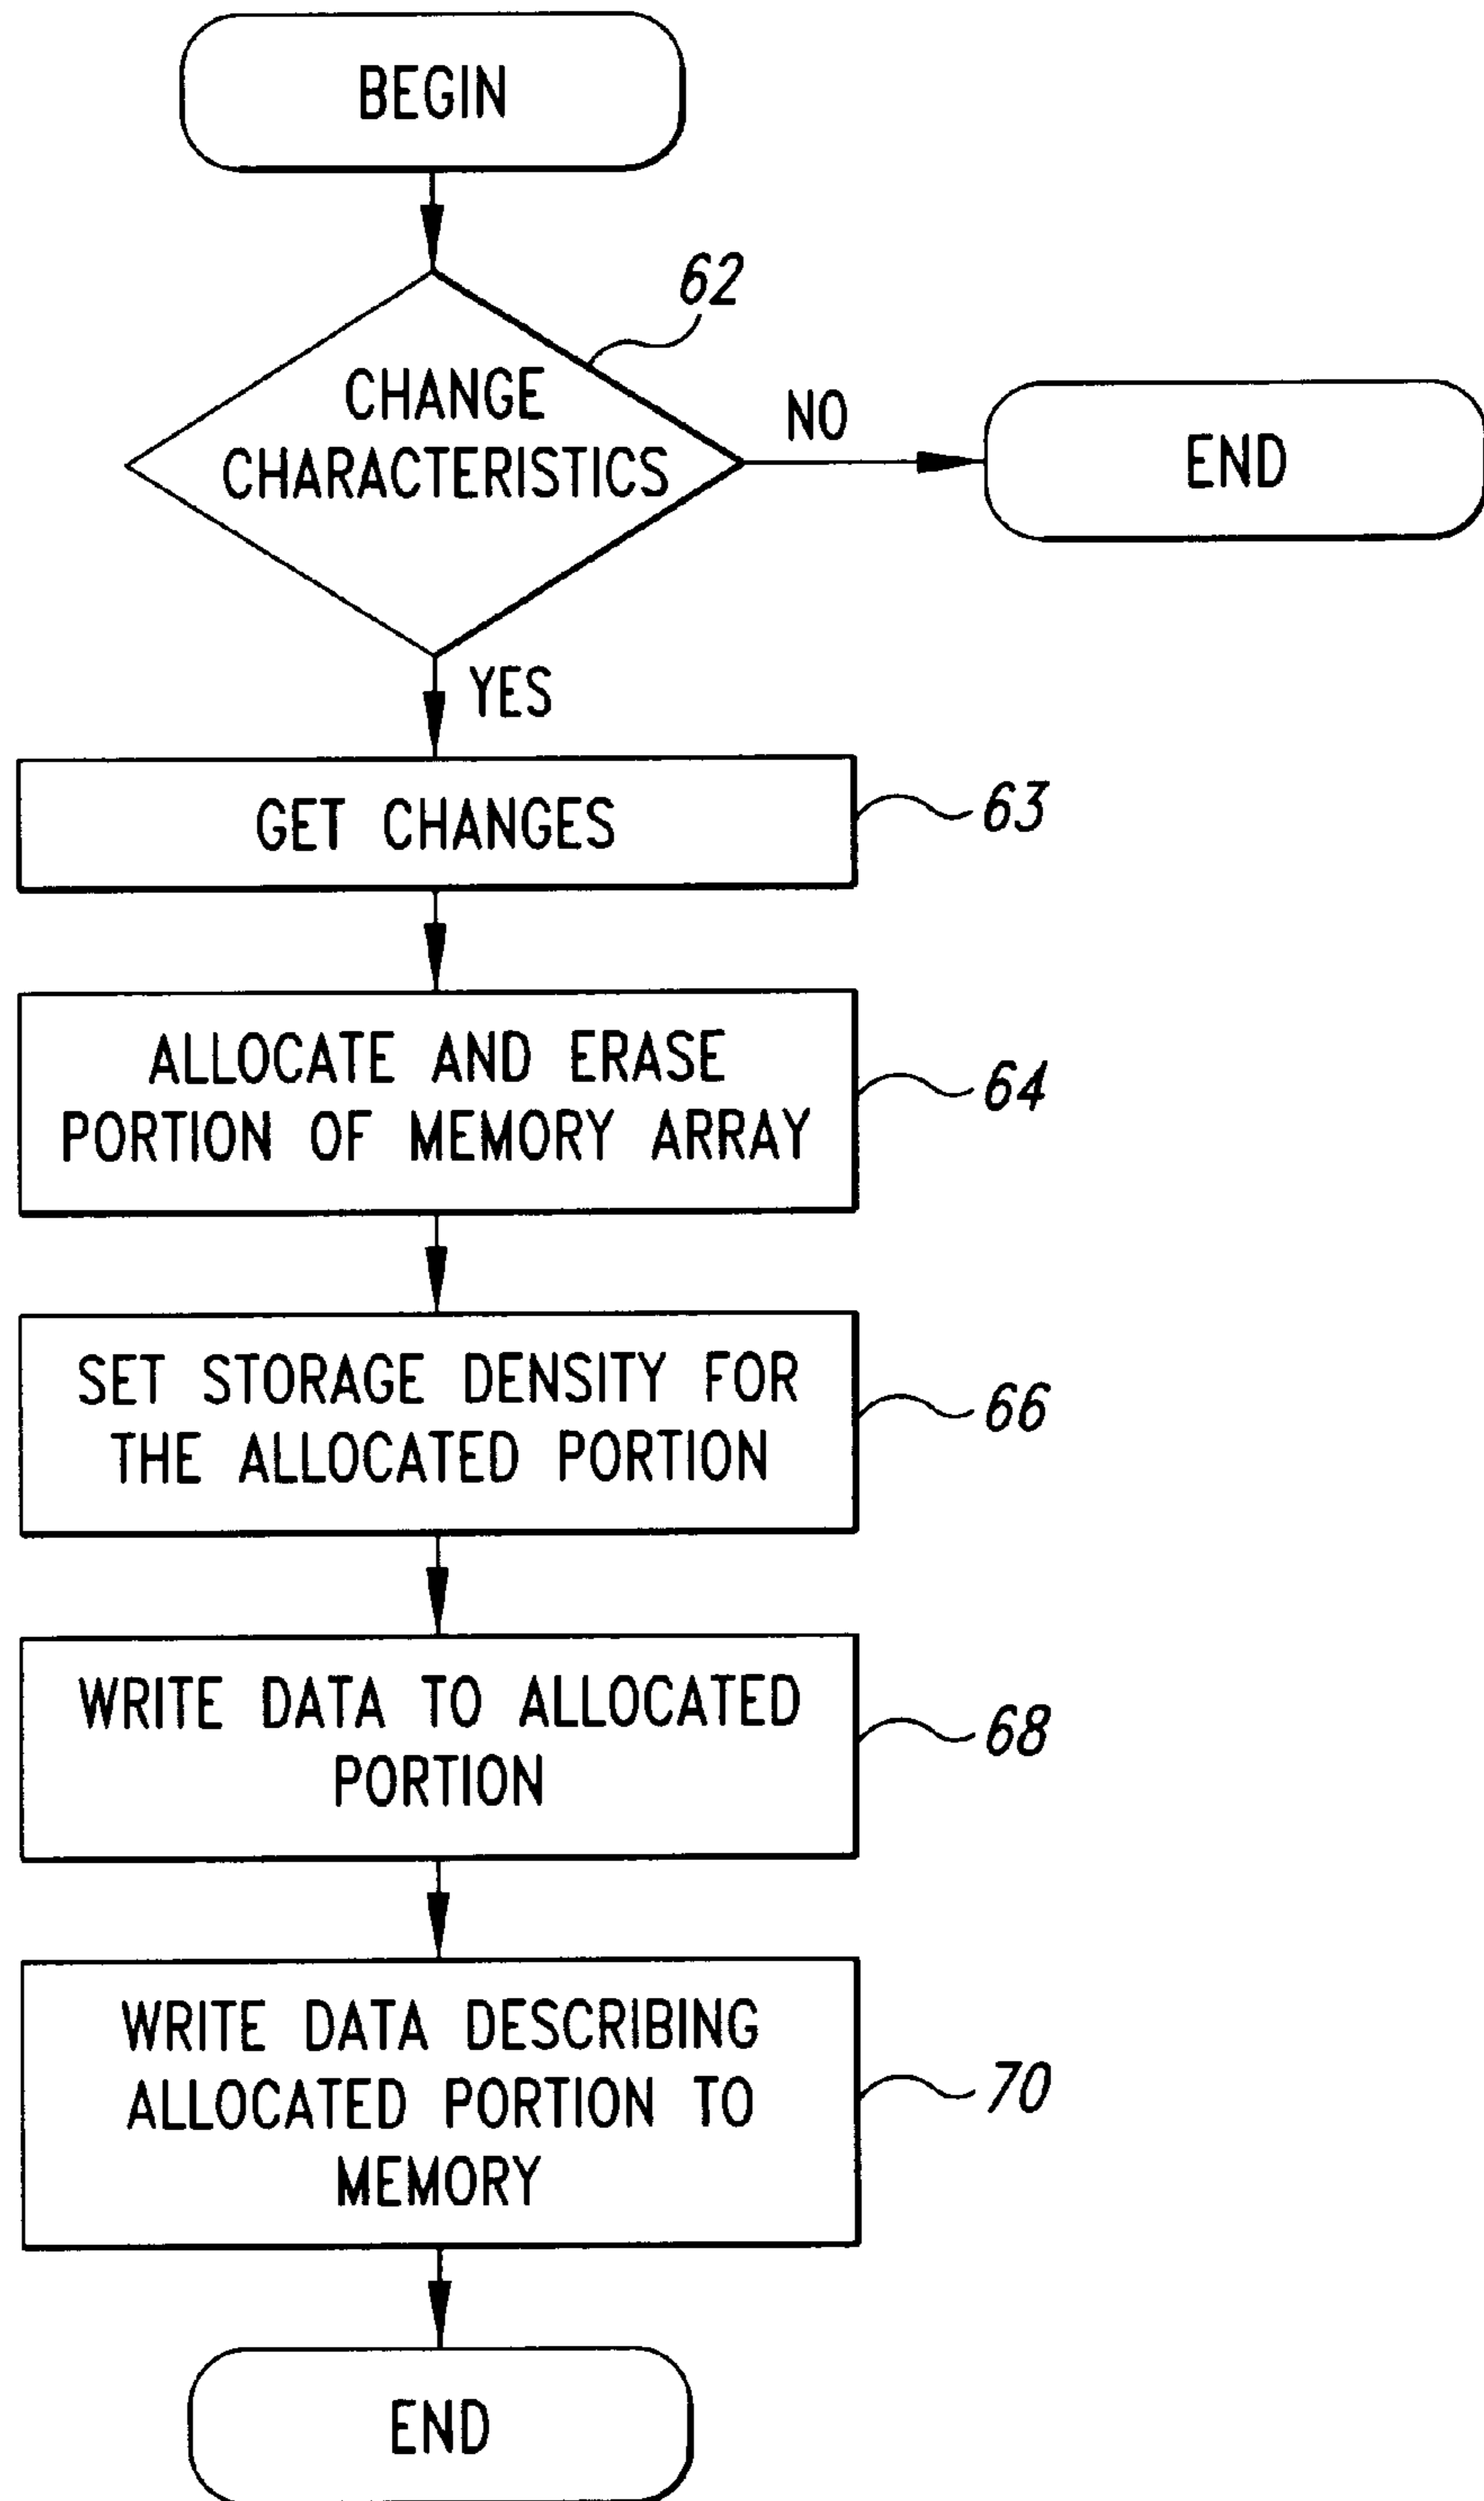 BEGIN
62
CHANGE
CHARACTERISTICS
NO
END
YES
GET CHANGES
63
ALLOCATE AND ERASE
PORTION OF MEMORY ARRAY
64
SET STORAGE DENSITY FOR
THE ALLOCATED PORTION
66
WRITE DATA TO ALLOCATED
PORTION
68
WRITE DATA DESCRIBING
ALLOCATED PORTION TO
MEMORY
70
END